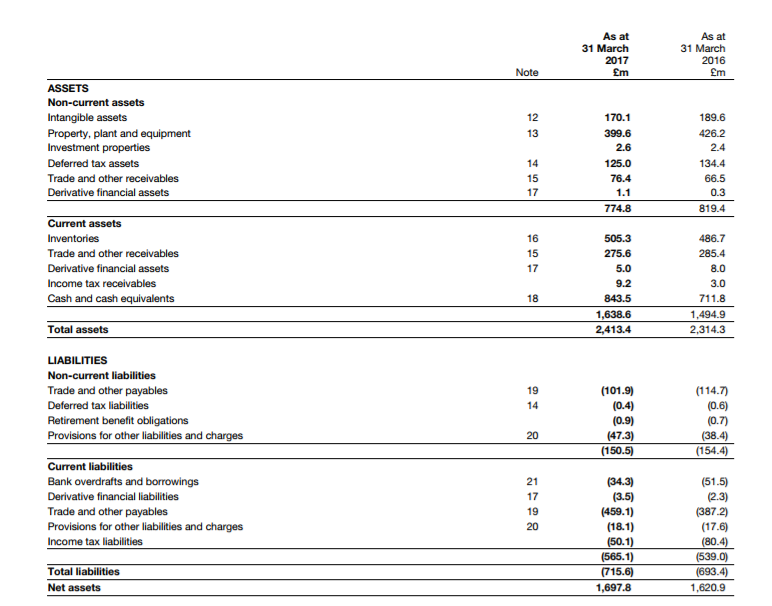 As at As at
31 March 31 March
2017 2016
Note £m £m
ASSETS
Non-current assets
Intangible assets 12 170.1 189.6
Property, plant and equipment 13 399.6 426.2
Investment properties 2.6 2.4
Deferred tax assets 14 125.0 134.4
Trade and other receivables 15 76.4 66.5
Derivative financial assets 17 1.1 0.3
774.8 819.4
Current assets
Inventories 16 505.3 486.7
Trade and other receivables 15 275.6 285.4
Derivative financial assets 17 5.0 8.0
Income tax receivables 9.2 3.0
Cash and cash equivalents 18 843.5 711.8
1,638.6 1,494.9
Total assets 2,413.4 2,314.3
LIABILITIES
Non-current liabilities
Trade and other payables 19 (101.9) (114.7)
Deferred tax liabilities 14 (0.4) (0.6)
Retirement benefit obligations (0.9) (0.7)
Provisions for other liabilities and charges 20 (47.3) (38.4)
(150.5) (154.4)
Current liabilities
Bank overdrafts and borrowings 21 (34.3) (51.5)
Derivative financial liabilities 17 (3.5) (2.3)
Trade and other payables 19 (459.1) (387.2)
Provisions for other liabilities and charges 20 (18.1) (17.6)
Income tax liabilities (50.1) (80.4)
(565.1) (539.0)
Total liabilities (715.6) (693.4)
Net assets 1,697.8 1,620.9